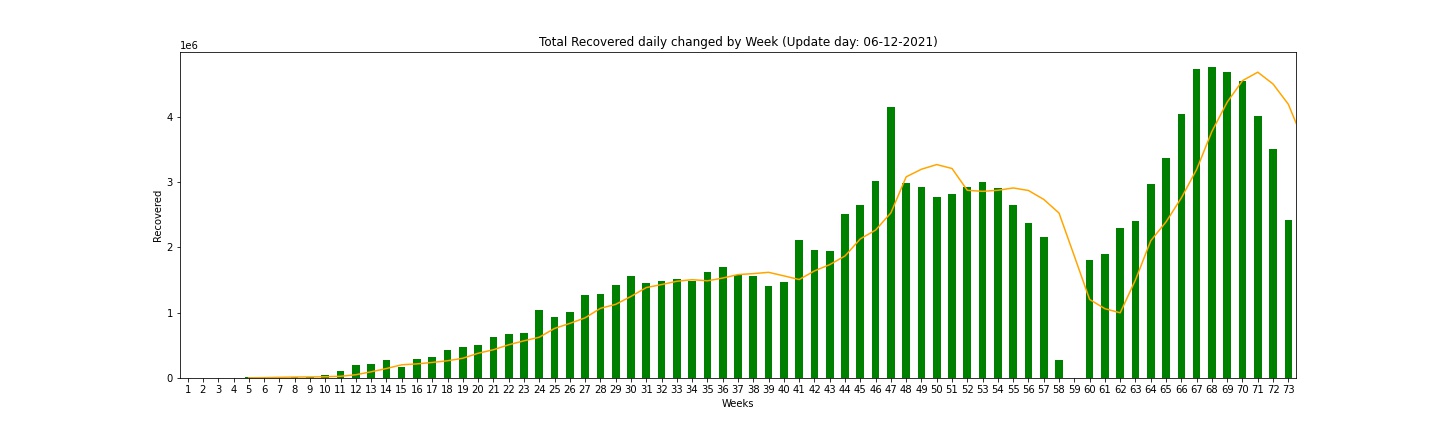 Total Recovered daily changed by Week (Update day: 06-12-2021)
1e6
4
3
2
1
0
Recovered
1 2 3 4 5 6 7 8 9 10 11 12 13 14 15 16 17 18 19 20 21 22 23 24 25 26 27 28 29 30 31 32 33 34 35 36 37 38 39 40 41 42 43 44 45 46 47 48 49 50 51 52 53 54 55 56 57 58 59 60 61 62 63 64 65 66 67 68 69 70 71 72 73
Weeks